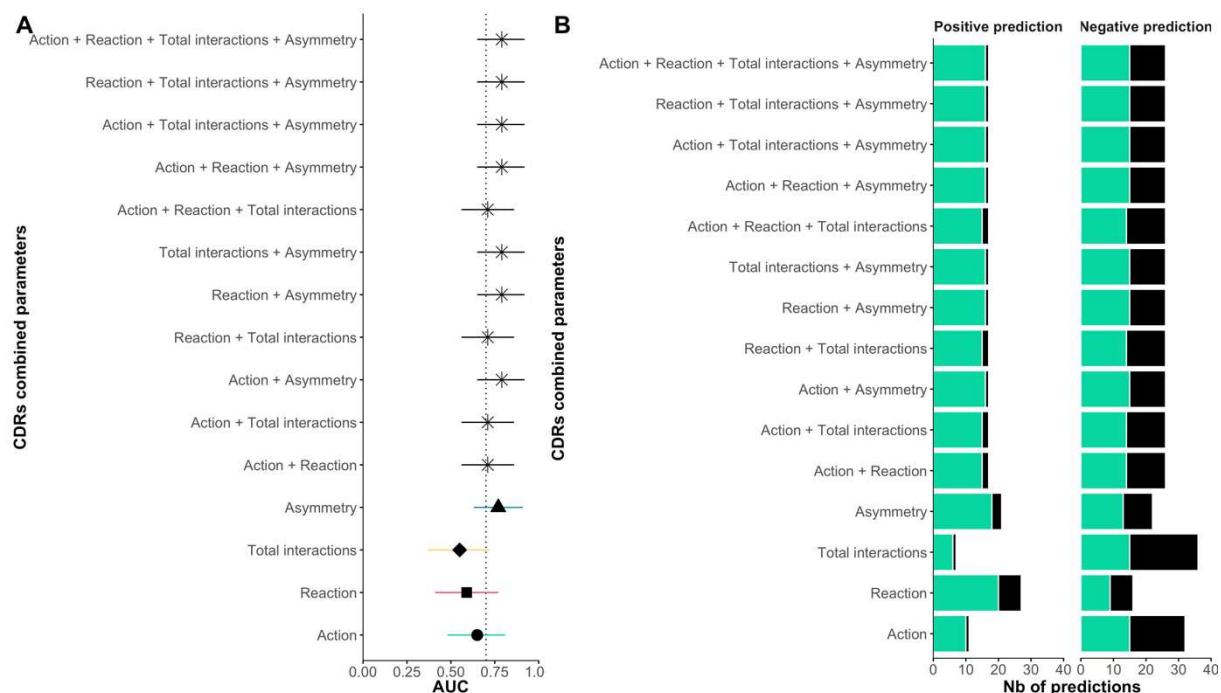 A
CDRs combined parameters
Action + Reaction + Total interactions + Asymmetry
Reaction + Total interactions + Asymmetry
Action + Total interactions + Asymmetry
Action + Reaction + Asymmetry
Action + Reaction + Total interactions
Total interactions + Asymmetry
Reaction + Asymmetry
Reaction + Total interactions
Action + Asymmetry
Action + Total interactions
Action + Reaction
Asymmetry
Total interactions
Reaction
Action
0.00 0.25 0.50 0.75 1.0
AUC
B
Positive prediction Negative prediction
CDRs combined parameters
Action + Reaction + Total interactions + Asymmetry
Reaction + Total interactions + Asymmetry
Action + Total interactions + Asymmetry
Action + Reaction + Asymmetry
Action + Reaction + Total interactions
Total interactions + Asymmetry
Reaction + Asymmetry
Reaction + Total interactions
Action + Asymmetry
Action + Total interactions
Action + Reaction
Asymmetry
Total interactions
Reaction
Action
0 10 20 30 40 0 10 20 30 40
Nb of predictions